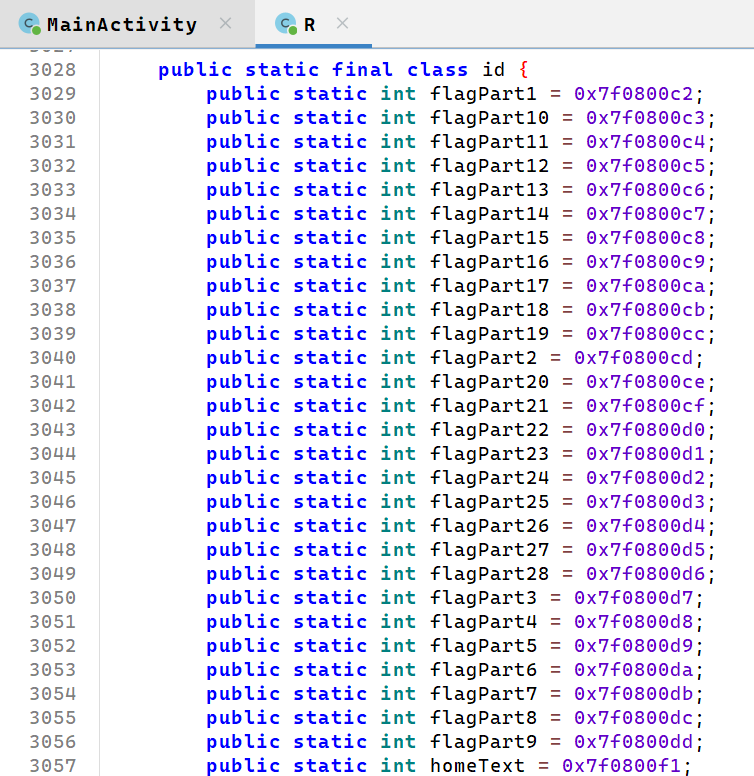 MainActivity × R ×
3028 public static final class id {
3029 public static int flagPart1 = 0x7f0800c2;
3030 public static int flagPart10 = 0x7f0800c3;
3031 public static int flagPart11 = 0x7f0800c4;
3032 public static int flagPart12 = 0x7f0800c5;
3033 public static int flagPart13 = 0x7f0800c6;
3034 public static int flagPart14 = 0x7f0800c7;
3035 public static int flagPart15 = 0x7f0800c8;
3036 public static int flagPart16 = 0x7f0800c9;
3037 public static int flagPart17 = 0x7f0800ca;
3038 public static int flagPart18 = 0x7f0800cb;
3039 public static int flagPart19 = 0x7f0800cc;
3040 public static int flagPart2 = 0x7f0800cd;
3041 public static int flagPart20 = 0x7f0800ce;
3042 public static int flagPart21 = 0x7f0800cf;
3043 public static int flagPart22 = 0x7f0800d0;
3044 public static int flagPart23 = 0x7f0800d1;
3045 public static int flagPart24 = 0x7f0800d2;
3046 public static int flagPart25 = 0x7f0800d3;
3047 public static int flagPart26 = 0x7f0800d4;
3048 public static int flagPart27 = 0x7f0800d5;
3049 public static int flagPart28 = 0x7f0800d6;
3050 public static int flagPart3 = 0x7f0800d7;
3051 public static int flagPart4 = 0x7f0800d8;
3052 public static int flagPart5 = 0x7f0800d9;
3053 public static int flagPart6 = 0x7f0800da;
3054 public static int flagPart7 = 0x7f0800db;
3055 public static int flagPart8 = 0x7f0800dc;
3056 public static int flagPart9 = 0x7f0800dd;
3057 public static int homeText = 0x7f0800f1;